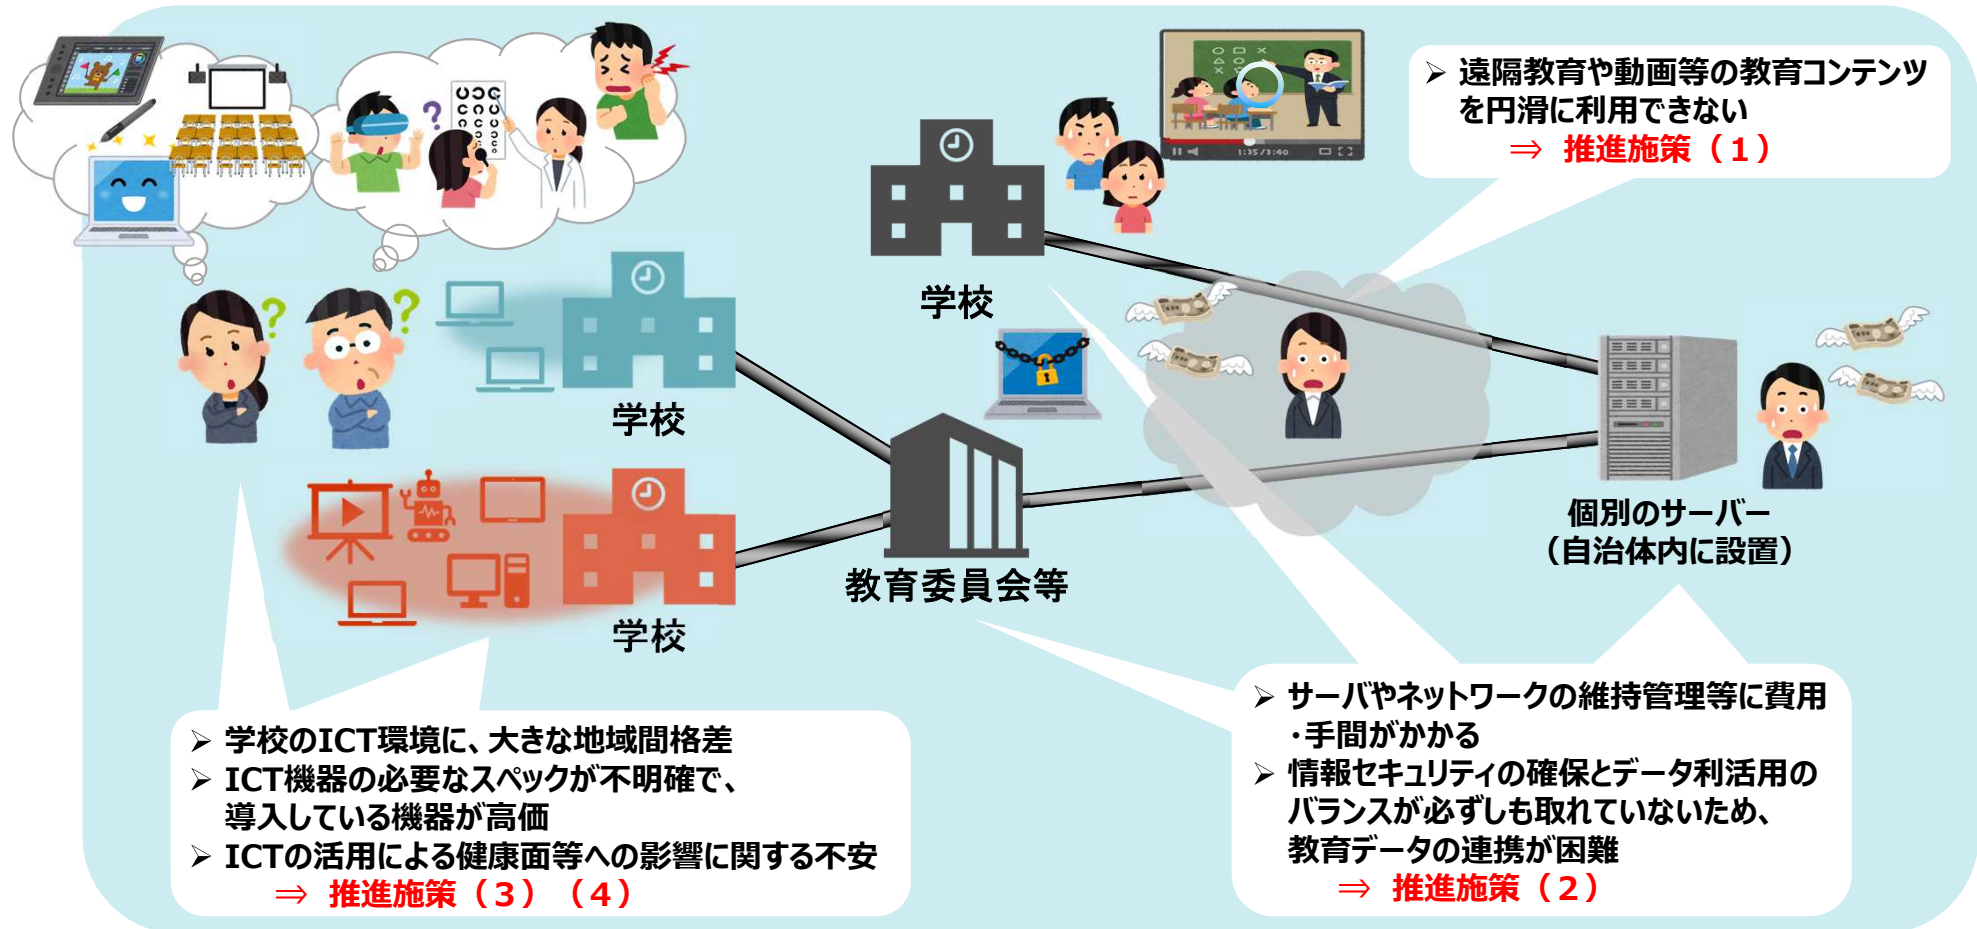 ➢ 遠隔教育や動画等の教育コンテンツ
を円滑に利用できない
⇒ 推進施策（１）
1:35/3:40
学校
学校
学校
教育委員会等
個別のサーバー
（自治体内に設置）
➢ 学校のICT環境に、大きな地域間格差
➢ ICT機器の必要なスペックが不明確で、
導入している機器が高価
➢ ICTの活用による健康面等への影響に関する不安
⇒ 推進施策（３）（４）
➢ サーバやネットワークの維持管理等に費用
・手間がかかる
➢ 情報セキュリティの確保とデータ利活用の
バランスが必ずしも取れていないため、
教育データの連携が困難
⇒ 推進施策（２）